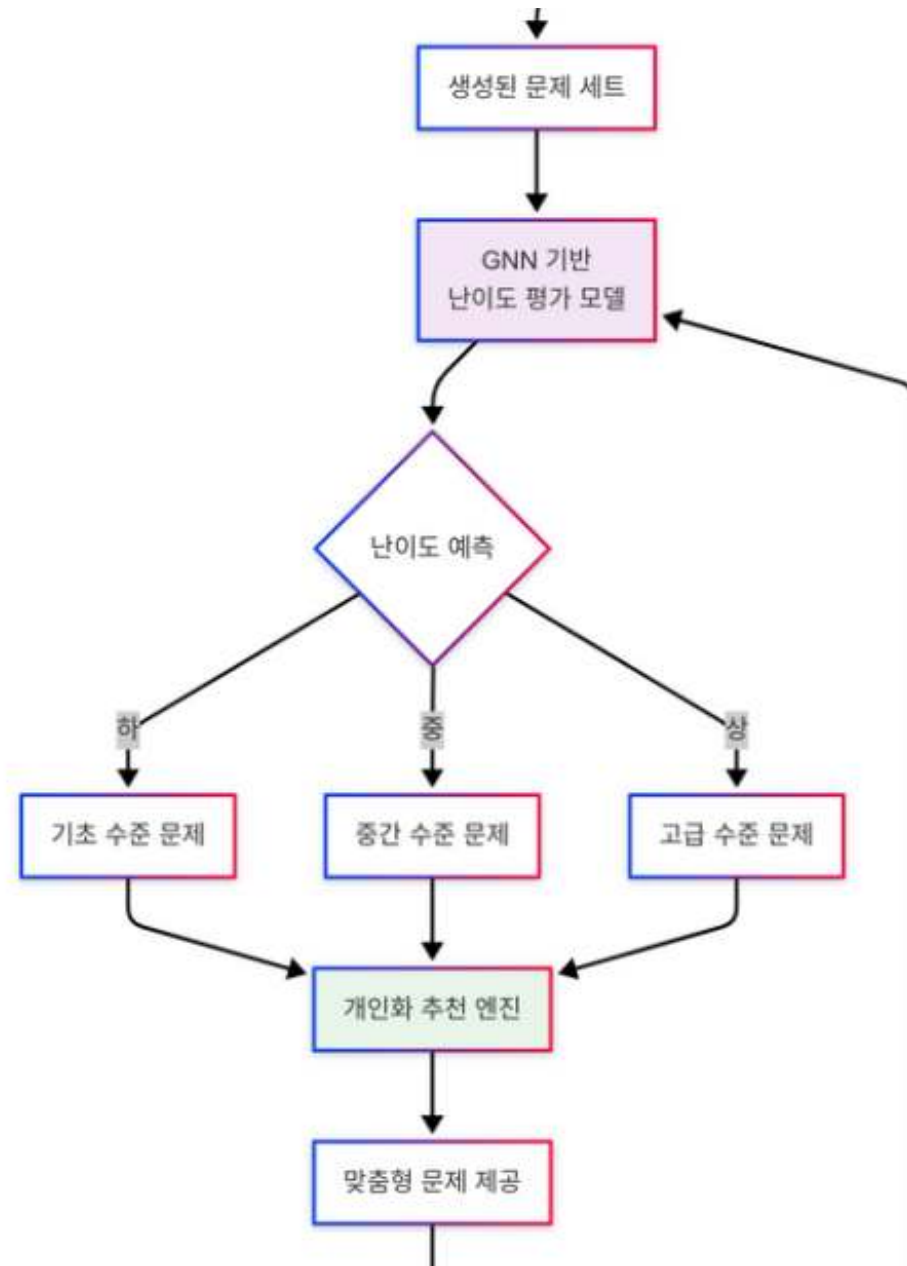 생성된 문제 세트
GNN 기반
난이도 평가 모델
난이도 예측
하
중
상
기초 수준 문제
중간 수준 문제
고급 수준 문제
개인화 추천 엔진
맞춤형 문제 제공